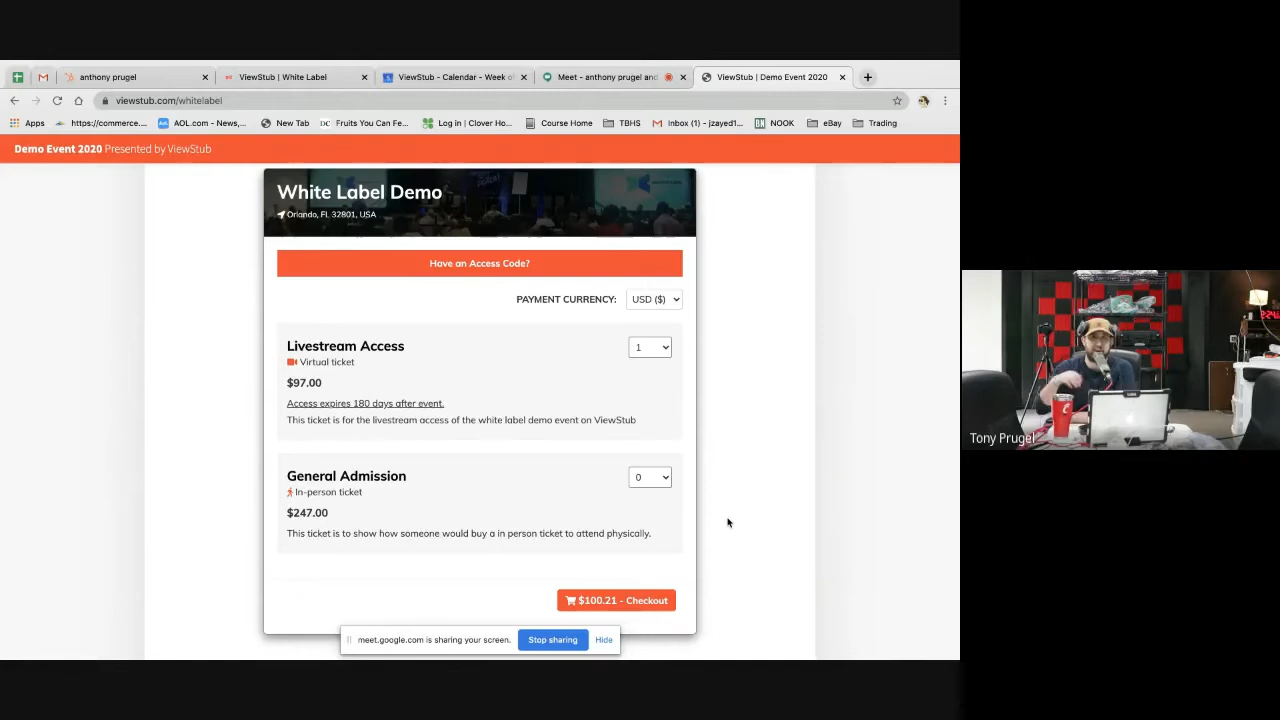 anthony prugel
ViewStub | White Label
ViewStub - Calendar - Week o
Meet - anthony prugel and
ViewStub | Demo Event 2020
viewstub.com/whitelabel
Apps
https://commerce....
AOL.com - News,...
New Tab
Fruits You Can Fe...
Log in | Clover Ho...
Course Home
TBHS
Inbox (1) - jzayed1...
NOOK
eBay
Trading
Demo Event 2020 Presented by ViewStub
White Label Demo
Orlando, FL 32801, USA
Have an Access Code?
PAYMENT CURRENCY: USD ($)
Livestream Access
1
Virtual ticket
$97.00
Access expires 180 days after event.
This ticket is for the livestream access of the white label demo event on ViewStub
General Admission
0
In-person ticket
$247.00
This ticket is to show how someone would buy a in person ticket to attend physically.
$100.21 - Checkout
meet.google.com is sharing your screen.
Stop sharing
Hide
Tony Prugel